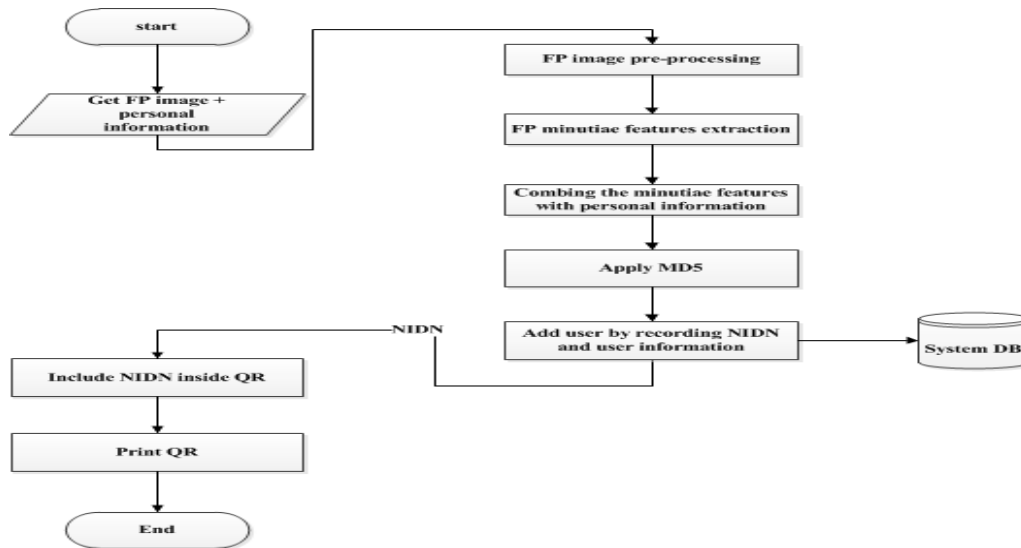 start
Get FP image +
personal
information
FP image pre-processing
FP minutiae features extraction
Combing the minutiae features
with personal information
Apply MD5
Add user by recording NIDN
and user information
System DB
NIDN
Include NIDN inside QR
Print QR
End